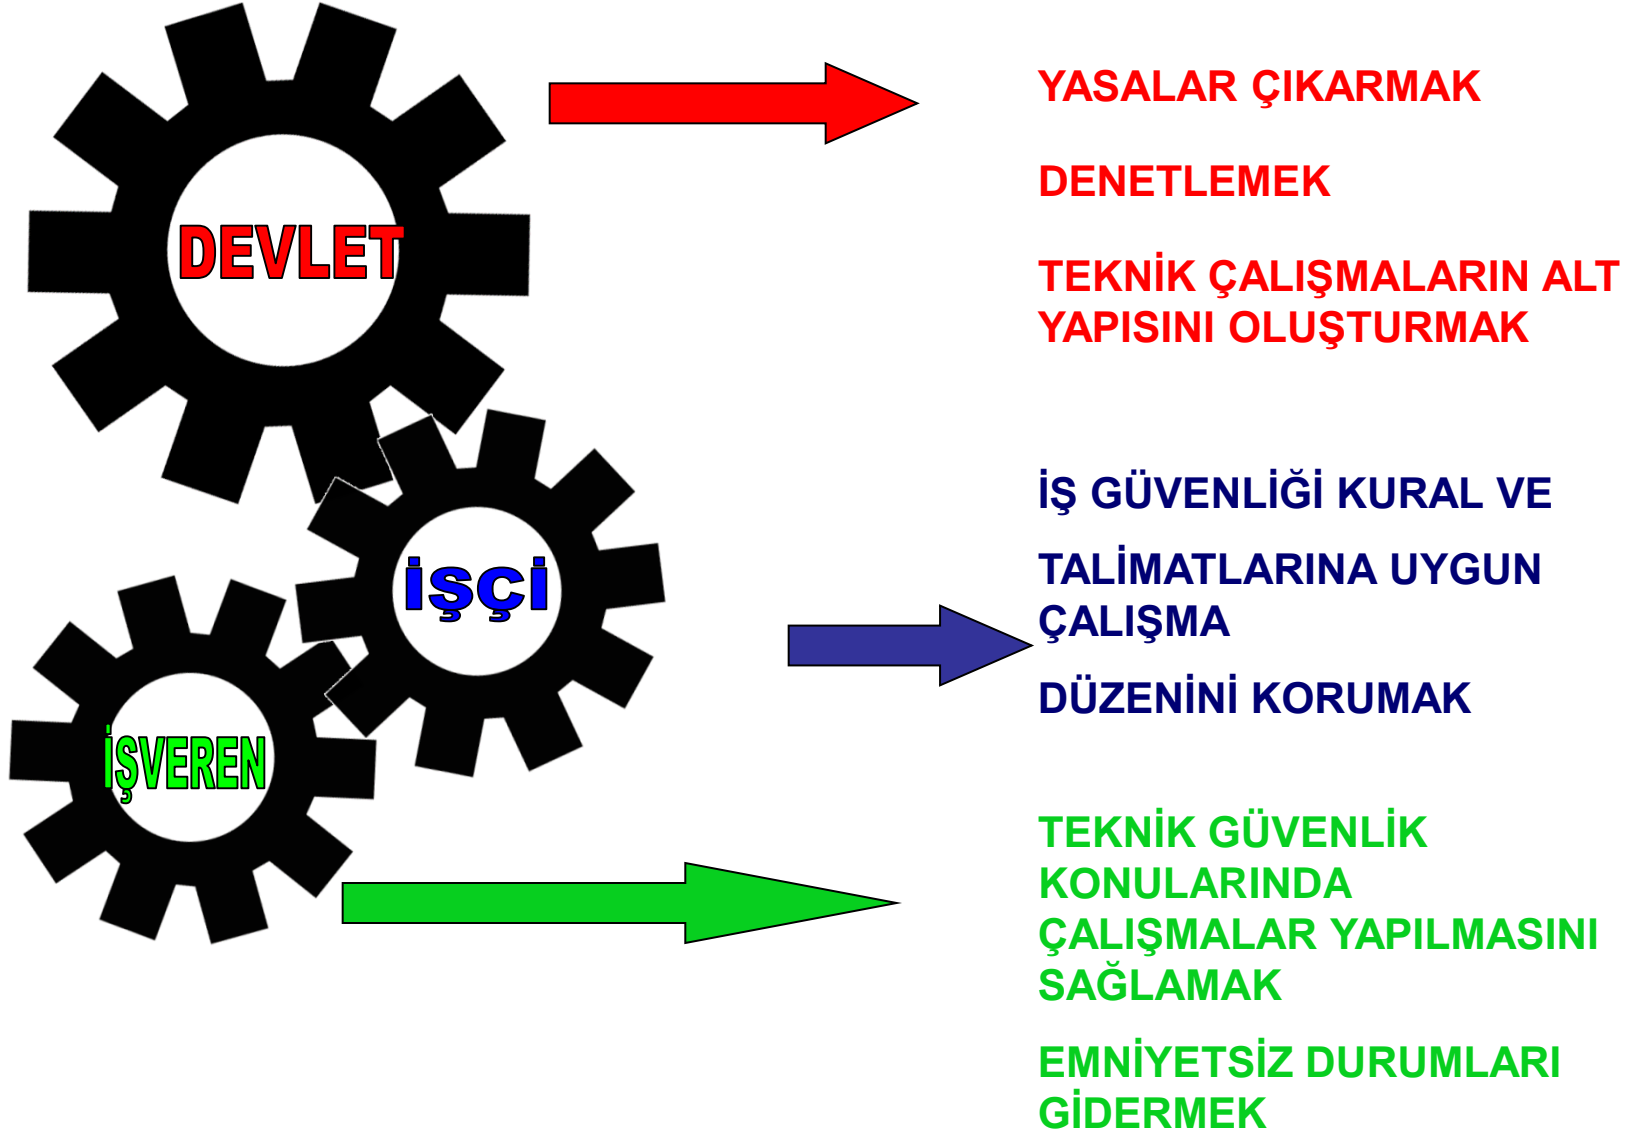 DEVLET
YASALAR ÇIKARMAK
DENETLEMEK
TEKNİK ÇALIŞMALARIN ALT
YAPISINI OLUŞTURMAK
İŞÇİ
İŞ GÜVENLİĞİ KURAL VE
TALİMATLARINA UYGUN
ÇALIŞMA
DÜZENİNİ KORUMAK
İŞVEREN
TEKNİK GÜVENLİK
KONULARINDA
ÇALIŞMALAR YAPILMASINI
SAĞLAMAK
EMNİYETSİZ DURUMLARI
GİDERMEK